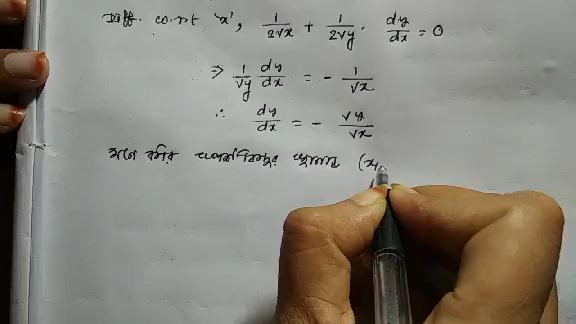 Diff. w.r.t 'x', 1/2√x + 1/2√y · dy/dx = 0
⇒ 1/√y dy/dx = - 1/√x
∴ dy/dx = - √y/√x
(x,